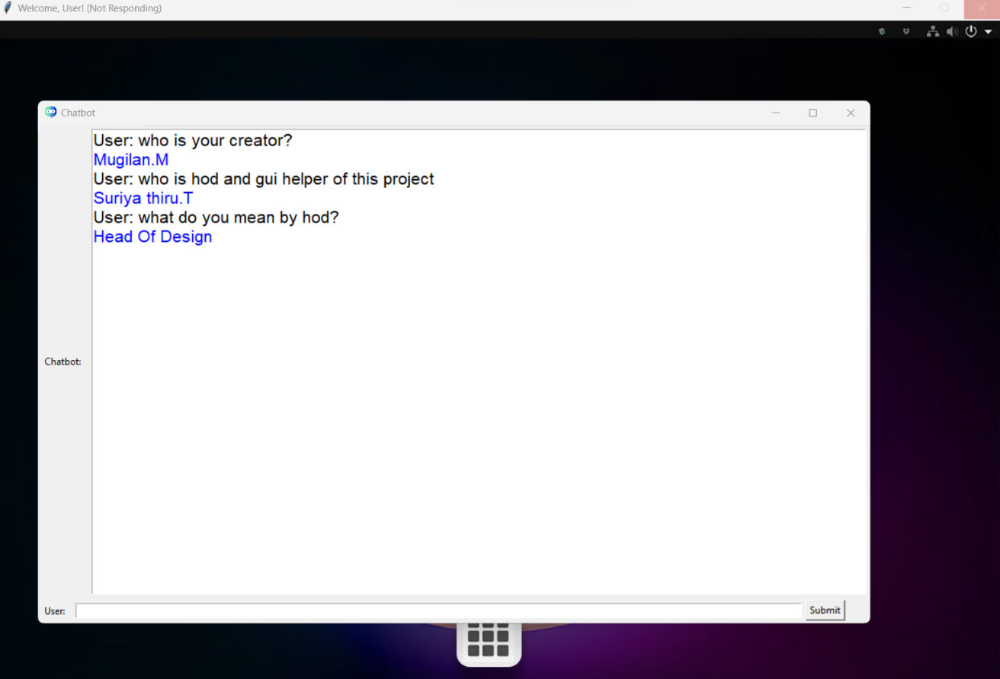 Welcome, User! (Not Responding)
Chatbot
User: who is your creator?
Mugilan.M
User: who is hod and gui helper of this project
Suriya thiru.T
User: what do you mean by hod?
Head Of Design
Chatbot:
User:
Submit